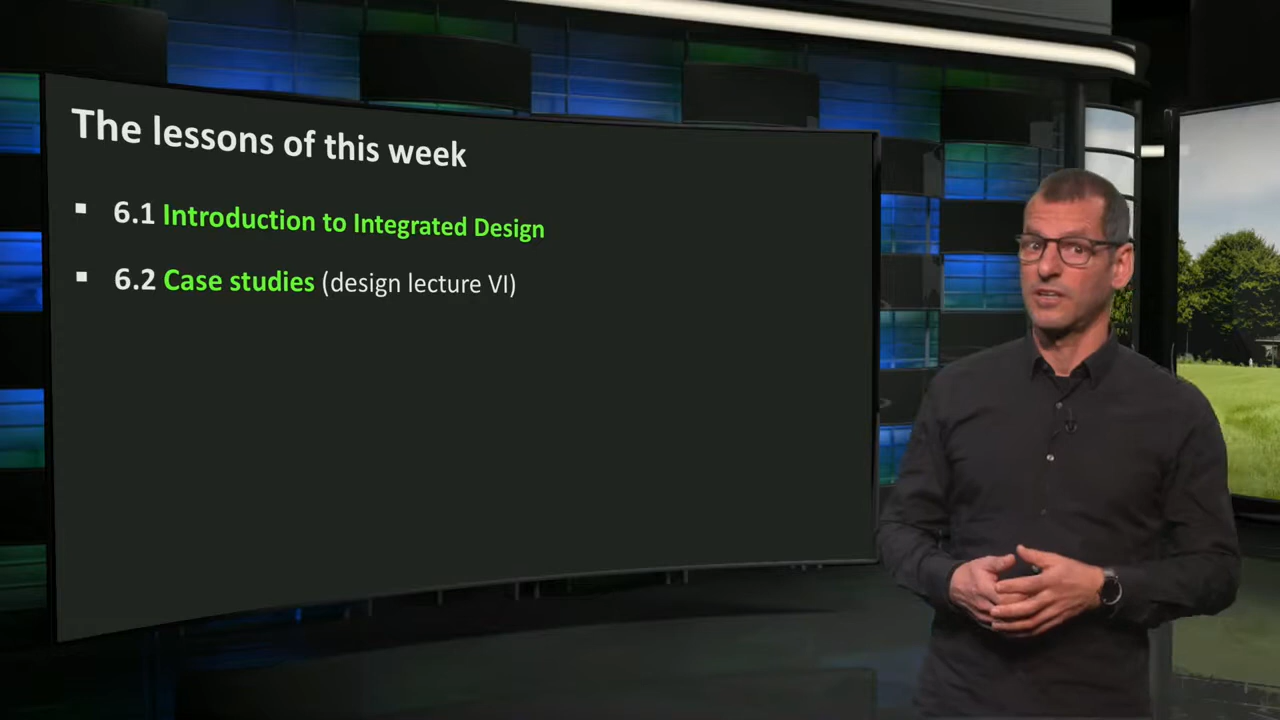 The lessons of this week
▪ 6.1 Introduction to Integrated Design
▪ 6.2 Case studies (design lecture VI)